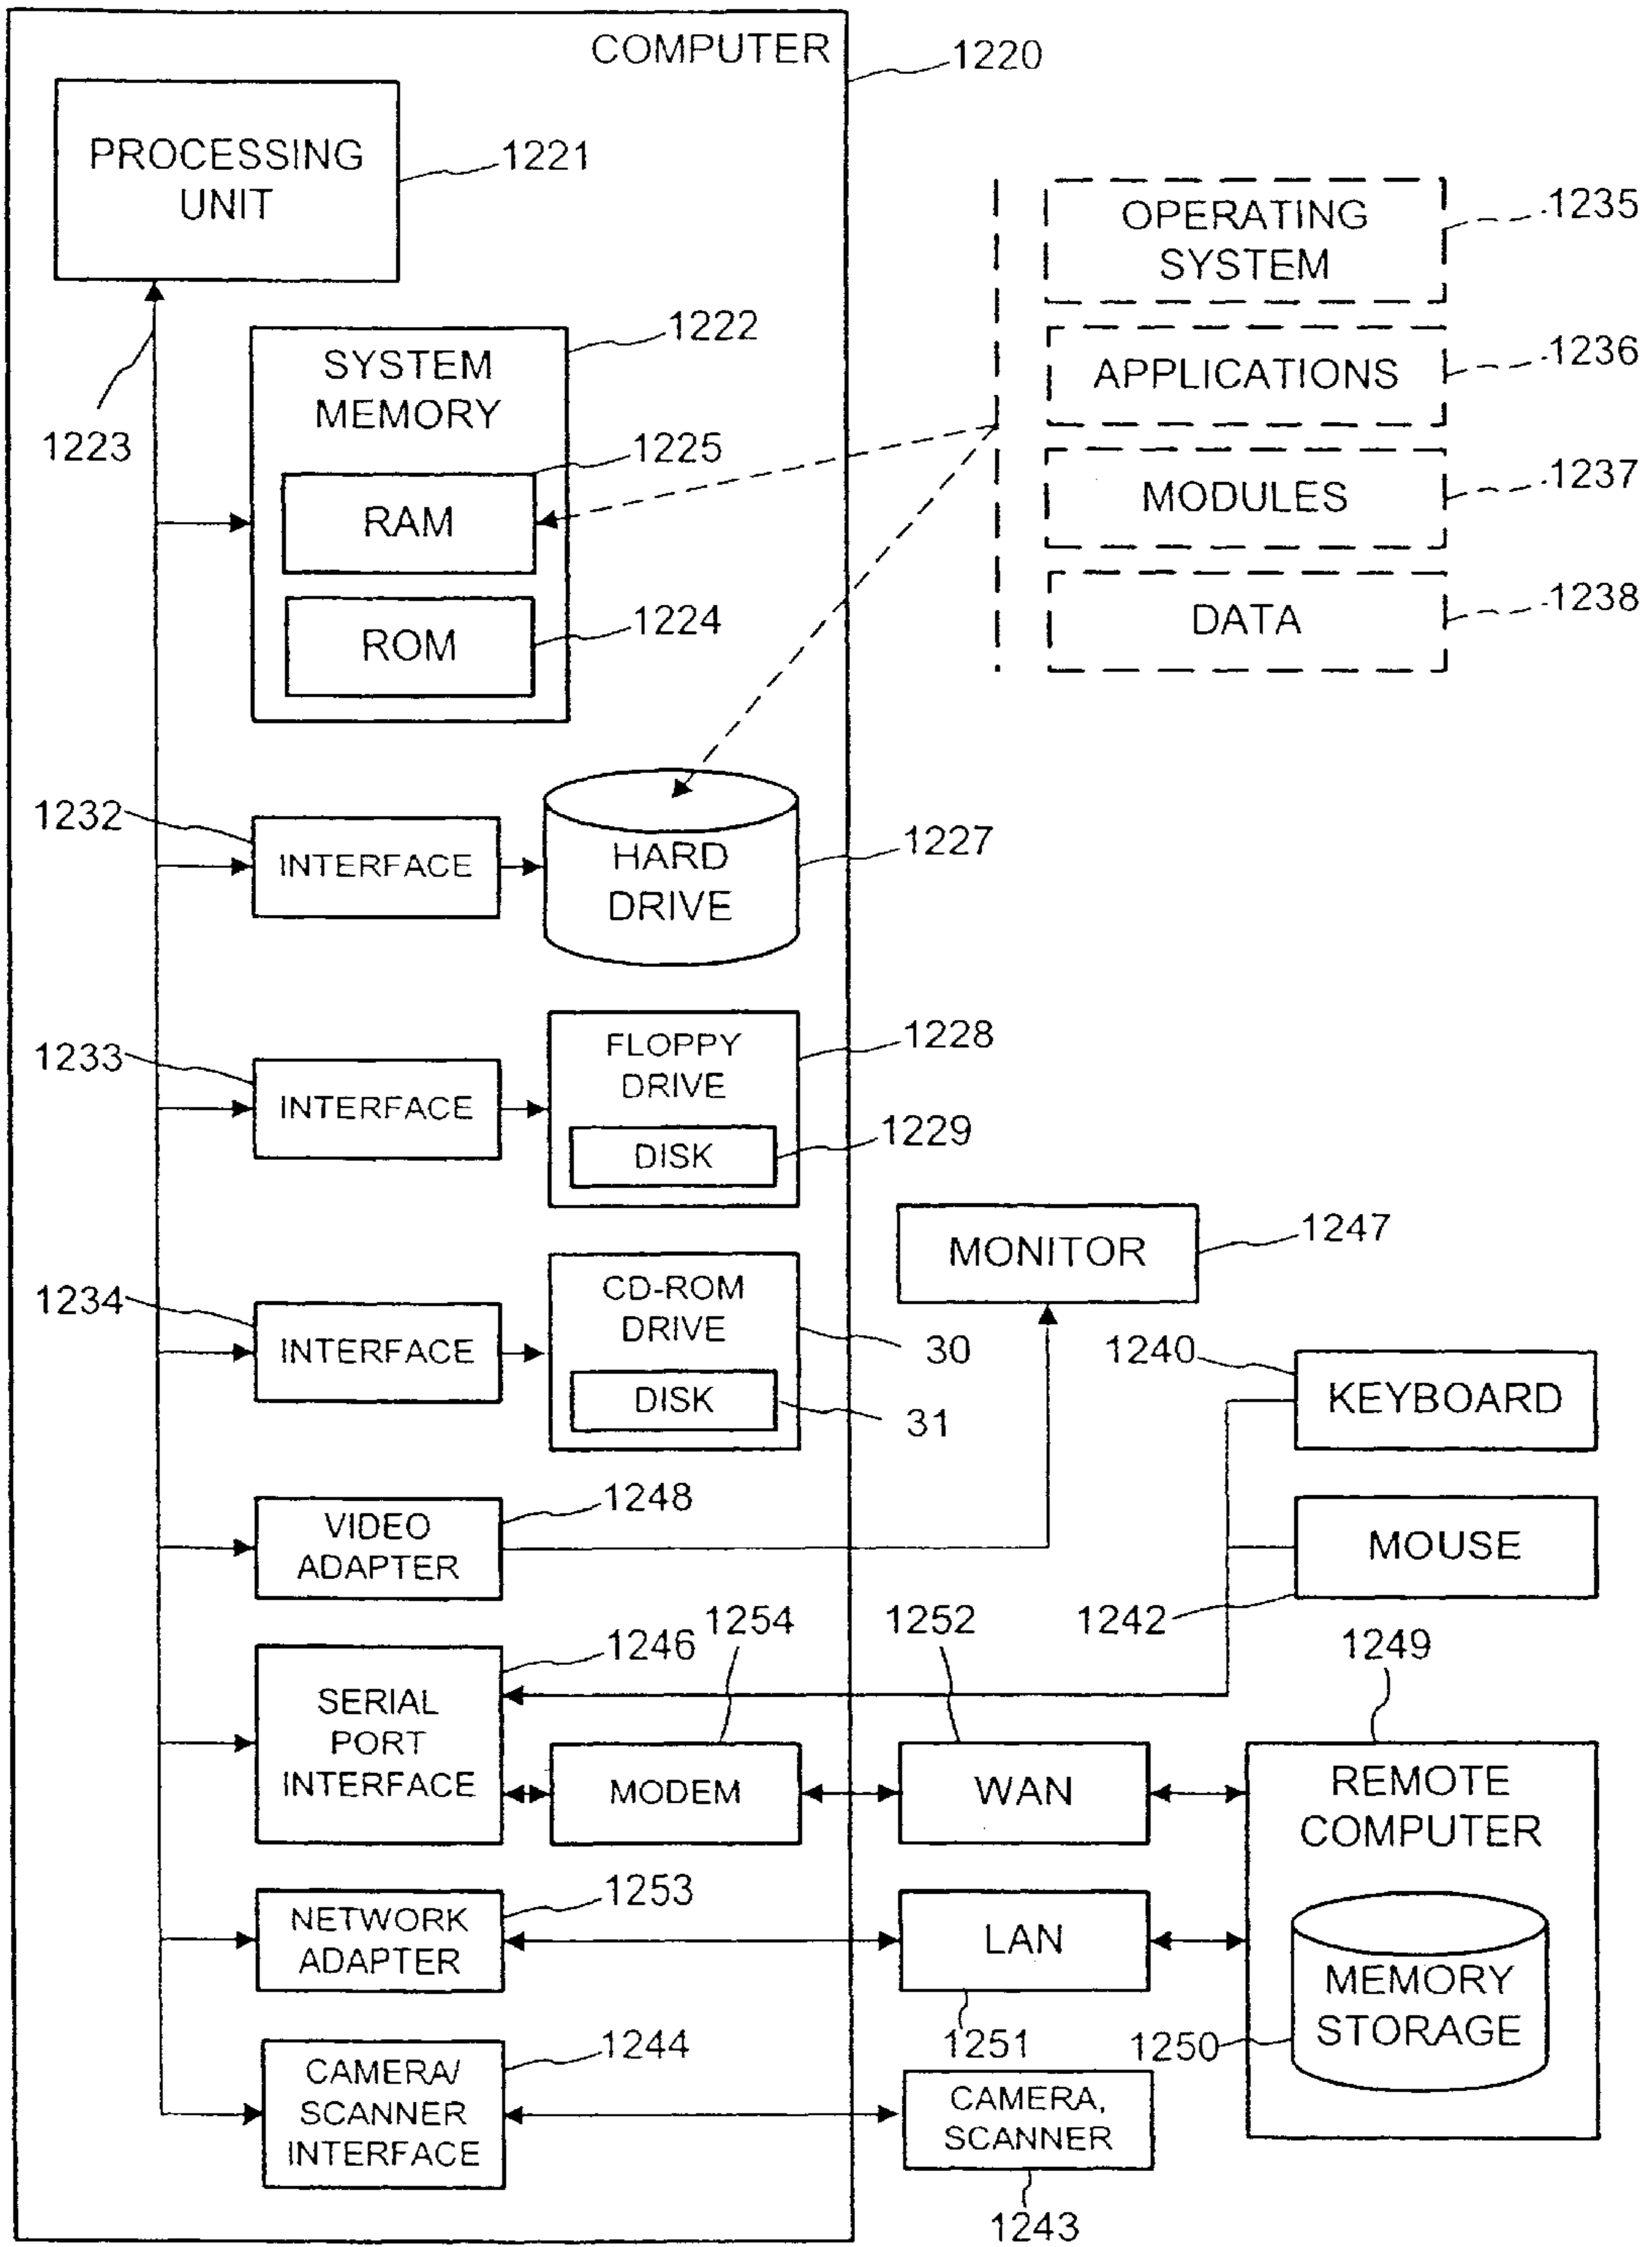 COMPUTER
1220
PROCESSING
UNIT
1221
1223
1222
SYSTEM
MEMORY
1225
RAM
1224
ROM
OPERATING
SYSTEM
1235
APPLICATIONS
1236
MODULES
1237
DATA
1238
1232
INTERFACE
HARD
DRIVE
1227
1233
INTERFACE
FLOPPY
DRIVE
1228
DISK
1229
1234
INTERFACE
CD-ROM
DRIVE
30
DISK
31
MONITOR
1247
1240
KEYBOARD
MOUSE
1242
VIDEO
ADAPTER
1248
1246
SERIAL
PORT
INTERFACE
1254
MODEM
1252
WAN
1249
REMOTE
COMPUTER
MEMORY
STORAGE
1250
NETWORK
ADAPTER
1253
LAN
1251
CAMERA/
SCANNER
INTERFACE
1244
CAMERA,
SCANNER
1243